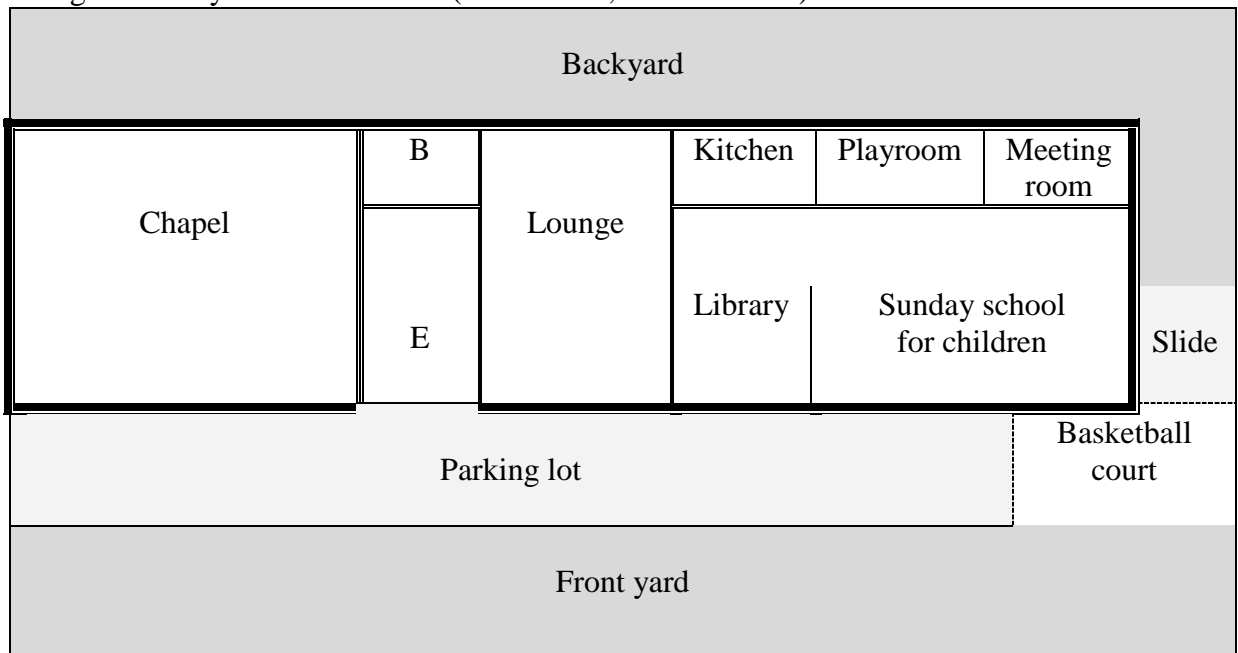 Backyard
B
Kitchen
Playroom
Meeting
room
Chapel
Lounge
Library
Sunday school
for children
E
Slide
Basketball
court
Parking lot
Front yard